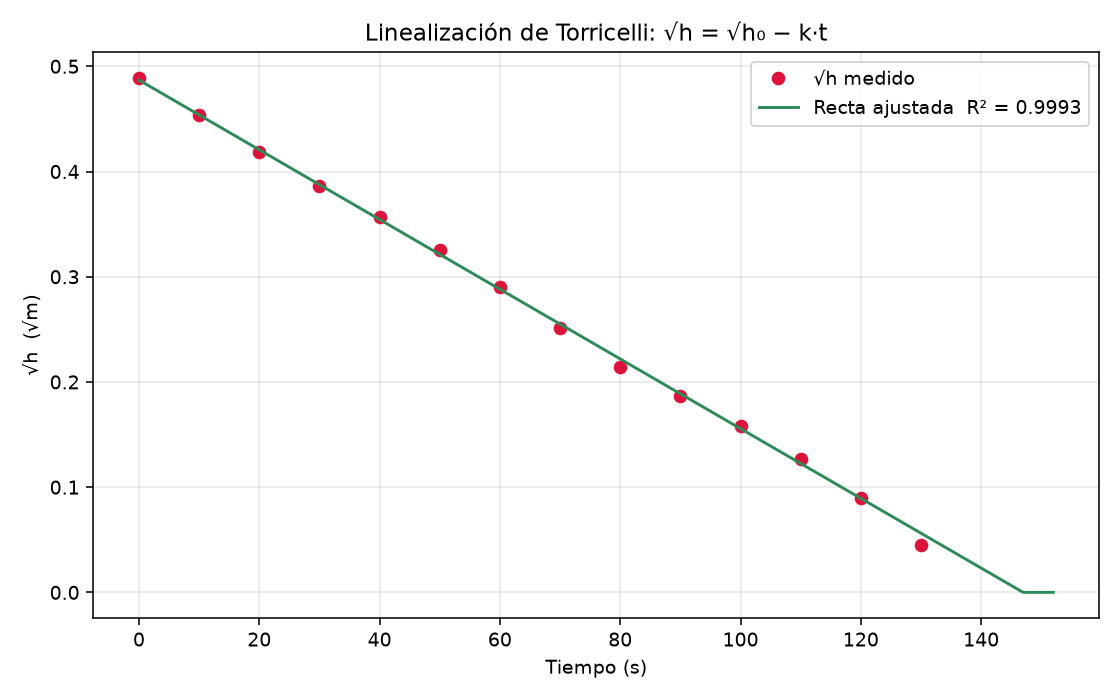 Linealización de Torricelli: √h = √h₀ − k·t
√h medido
Recta ajustada  R² = 0.9993
√h (√m)
0.5
0.4
0.3
0.2
0.1
0.0
0 20 40 60 80 100 120 140
Tiempo (s)